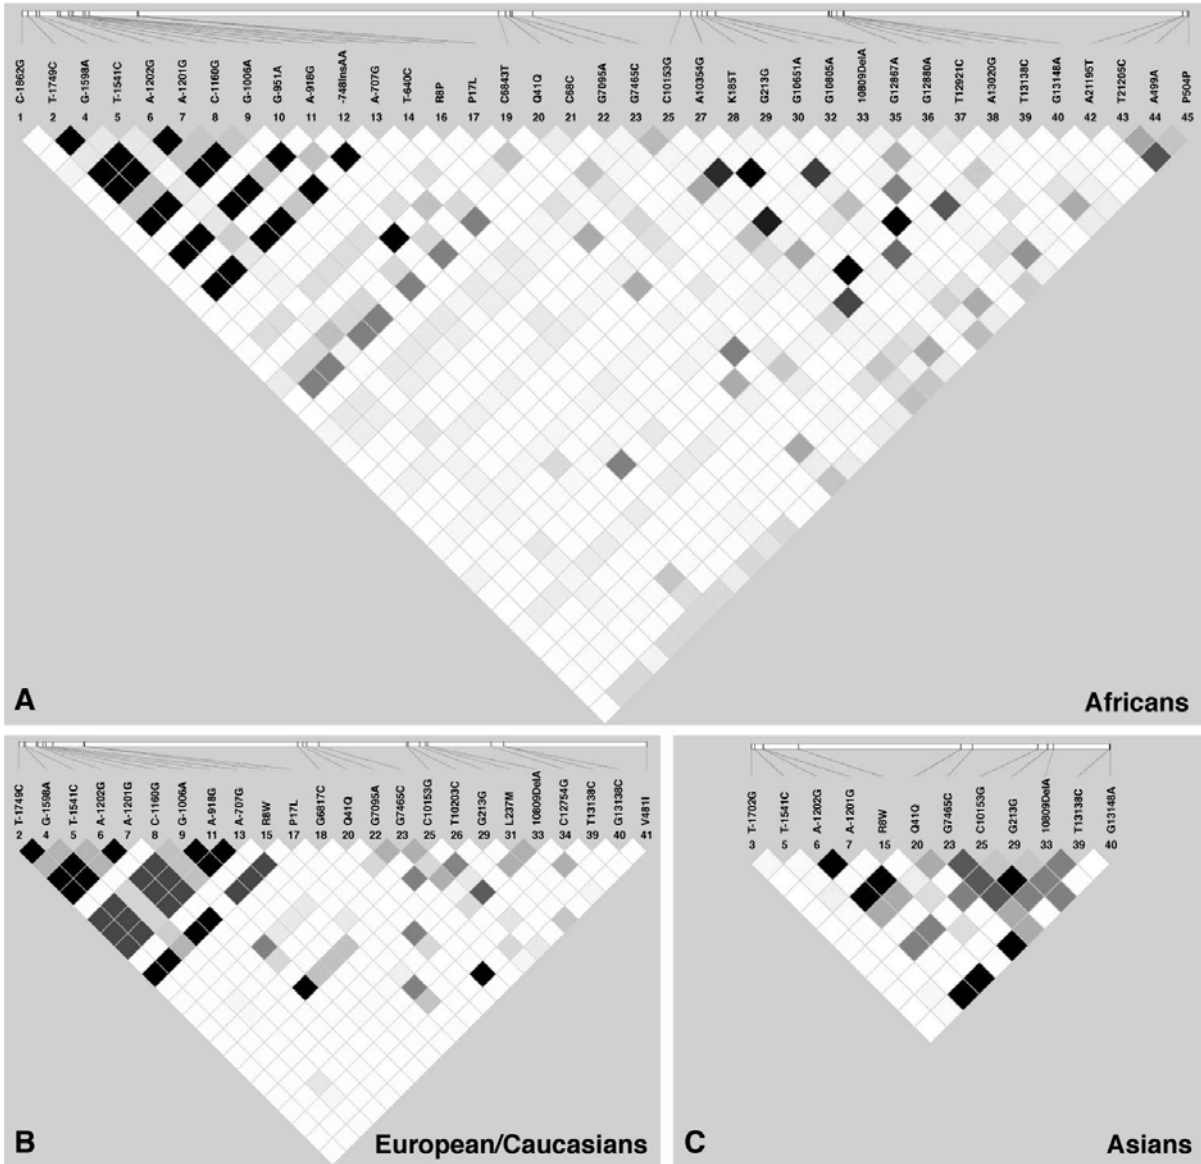 C-1862G T-1749C G-1598A T-1541C A-1202G A-1201G C-1160G G-1006A G-951A A-918G -748InsAA A-707G T-640C R8P P17L C6843T Q41Q C68C G7095A G7465C C10153G A10354G K185T G213G G10651A G10805A 10809DelA G12867A G12880A T12921C A13020G T13138C G13148A A21195T T21205C A499A P504P
1 2 4 5 6 7 8 9 10 11 12 13 14 16 17 19 20 21 22 23 25 27 28 29 30 32 33 35 36 37 38 39 40 42 43 44 45
A
Africans
T-1749C G-1598A T-1541C A-1202G A-1201G C-1160G G-1006A A-918G A-707G R8W P17L G6817C Q41Q G7095A G7465C C10153G T10203C G213G L237M 10809DelA C12754G T13138C G13138C V481I
2 4 5 6 7 8 9 11 13 15 17 18 20 22 23 25 26 29 31 33 34 39 40 41
B
European/Caucasians
T-1702G T-1541C A-1202G A-1201G R8W Q41Q G7465C C10153G G213G 10809DelA T13138C G13148A
3 5 6 7 15 20 23 25 29 33 39 40
C
Asians